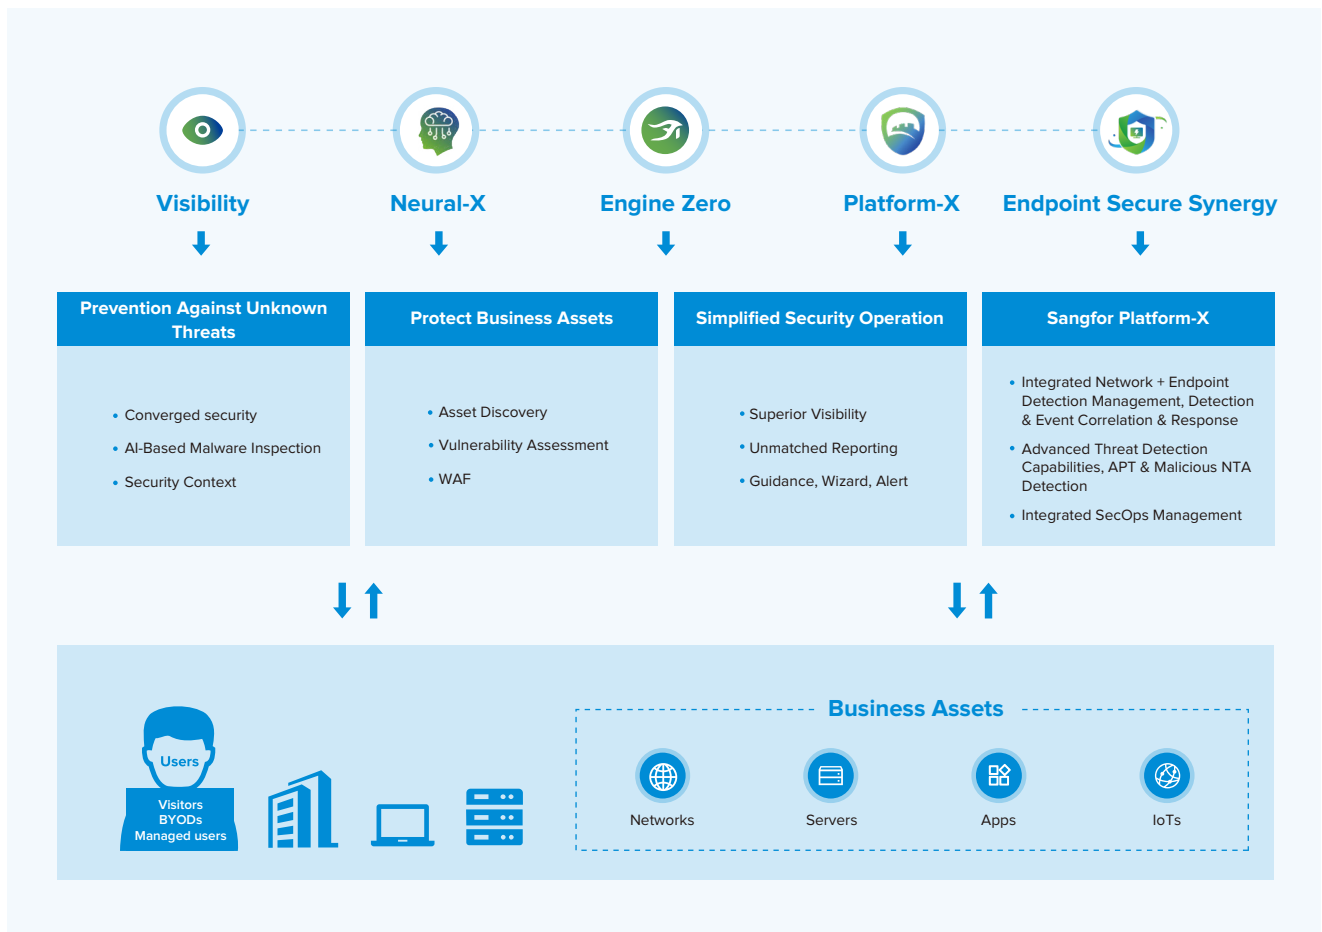 Visibility
Neural-X
Engine Zero
Platform-X
Endpoint Secure Synergy
Prevention Against Unknown
Threats
Converged security
AI-Based Malware Inspection
Security Context
Protect Business Assets
Asset Discovery
Vulnerability Assessment
WAF
Simplified Security Operation
Superior Visibility
Unmatched Reporting
Guidance, Wizard, Alert
Sangfor Platform-X
Integrated Network + Endpoint
Detection Management, Detection
& Event Correlation & Response
Advanced Threat Detection
Capabilities, APT & Malicious NTA
Detection
Integrated SecOps Management
Users
Visitors
BYODs
Managed users
Business Assets
Networks
Servers
Apps
IoTs